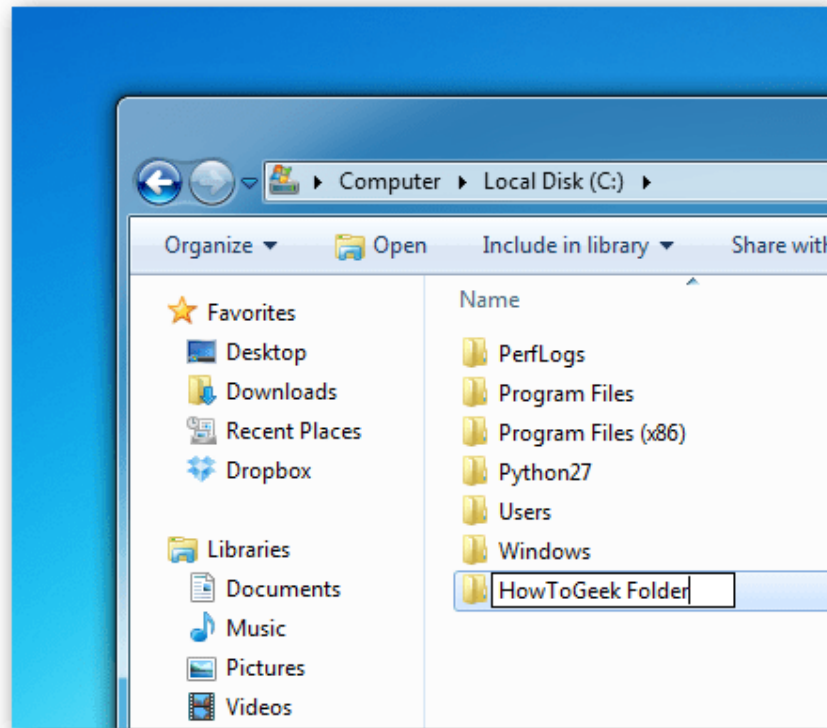 Computer Local Disk (C:)
Organize Open Include in library Share with
Favorites
Desktop
Downloads
Recent Places
Dropbox
Libraries
Documents
Music
Pictures
Videos
Name
PerfLogs
Program Files
Program Files (x86)
Python27
Users
Windows
HowToGeek Folder